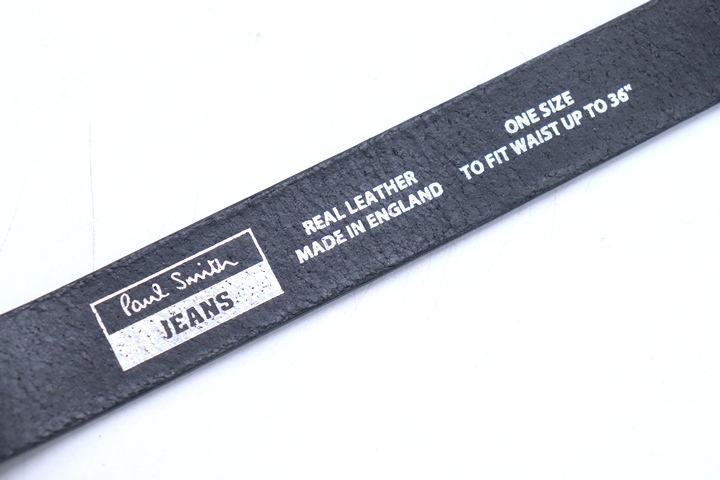 Paul Smith
JEANS
REAL LEATHER
MADE IN ENGLAND
ONE SIZE
TO FIT WAIST UP TO 36"